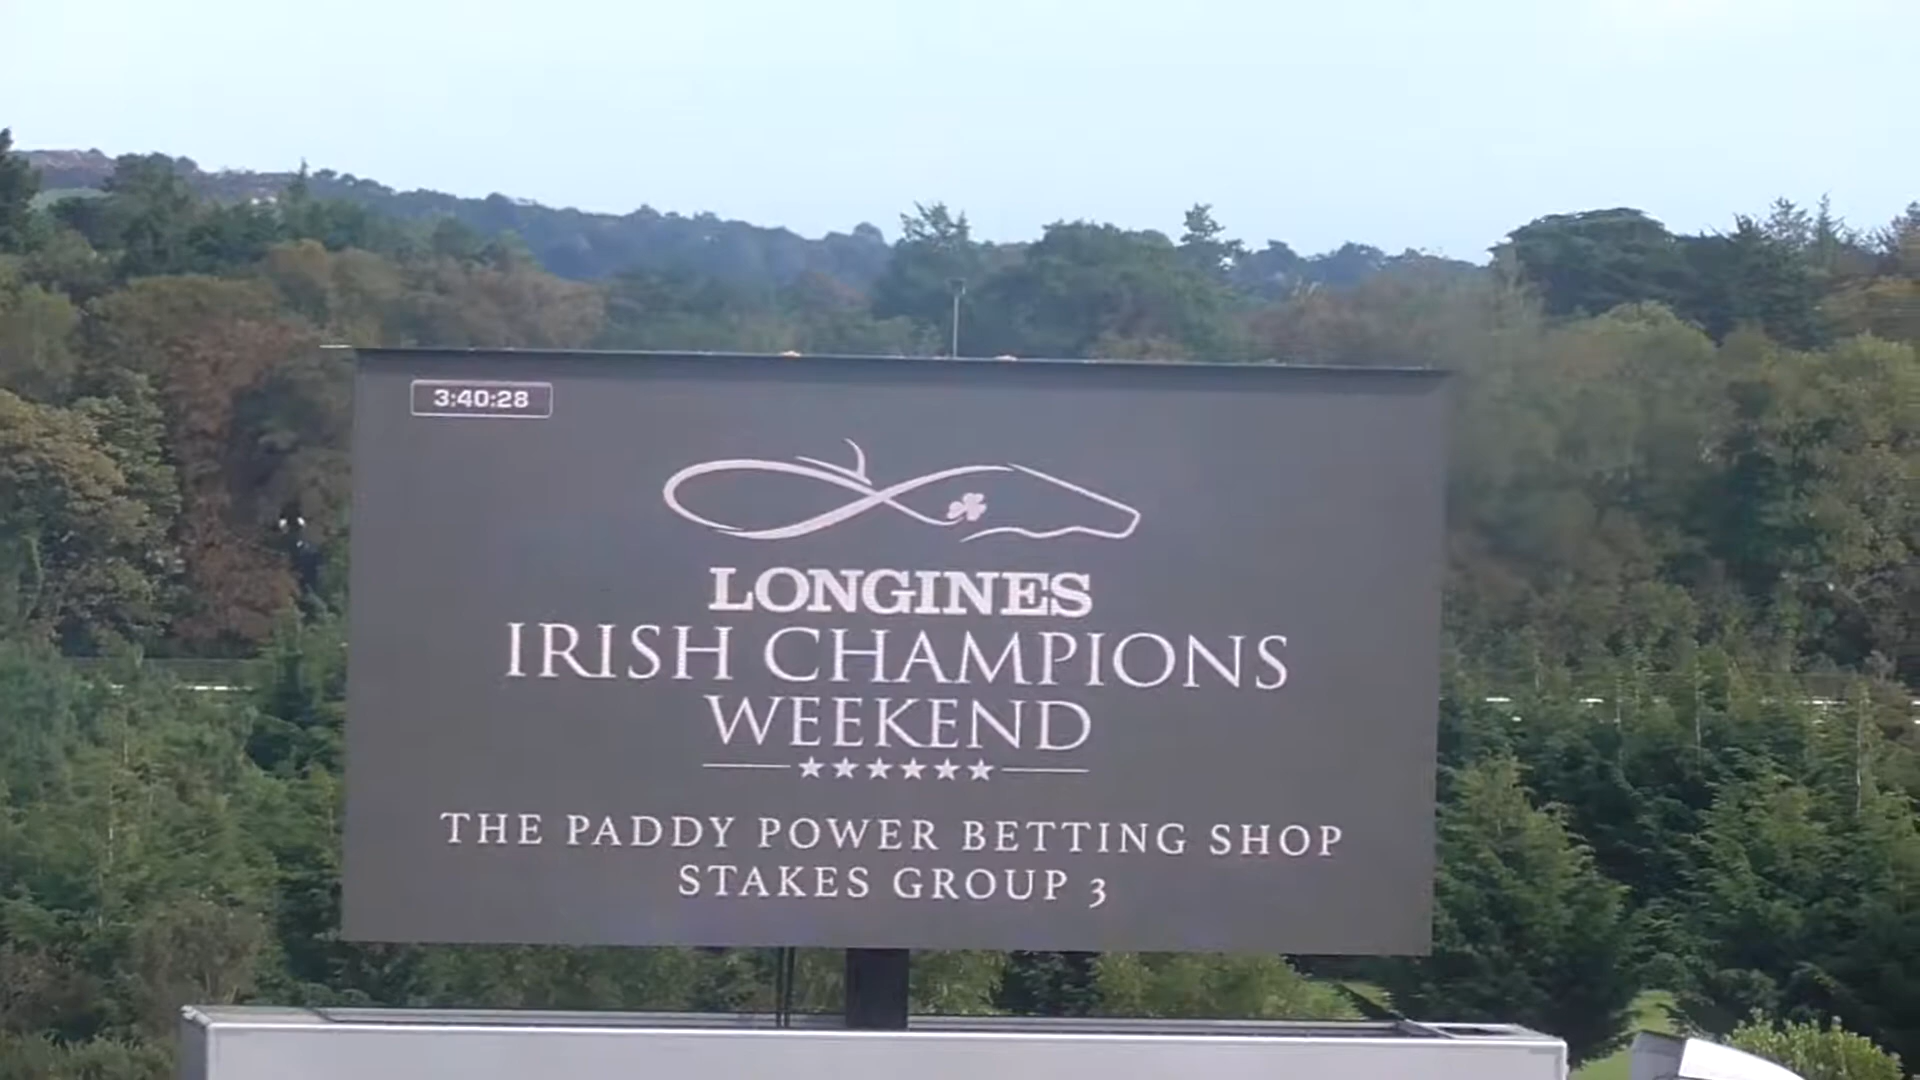 3:40:28
LONGINES
IRISH CHAMPIONS
WEEKEND
THE PADDY POWER BETTING SHOP
STAKES GROUP 3